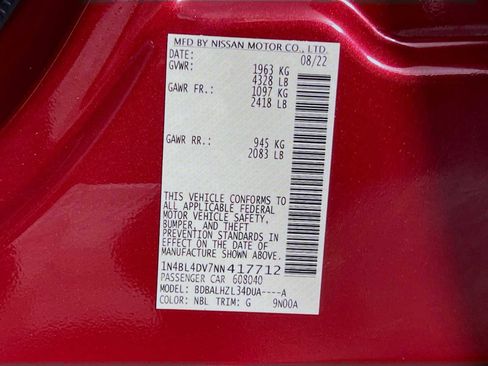 MFD BY NISSAN MOTOR CO., LTD.
DATE: 08/22
GVWR: 1963 KG
4328 LB
GAWR FR.: 1097 KG
2418 LB
GAWR RR.: 945 KG
2083 LB
THIS VEHICLE CONFORMS TO
ALL APPLICABLE FEDERAL
MOTOR VEHICLE SAFETY,
BUMPER, AND THEFT
PREVENTION STANDARDS IN
EFFECT ON THE DATE OF
MANUFACTURE SHOWN ABOVE.
1N4BL4DV7NN417712
PASSENGER CAR 608040
MODEL: BDBALHZL34DUA----A
COLOR: NBL TRIM: G 9N00A